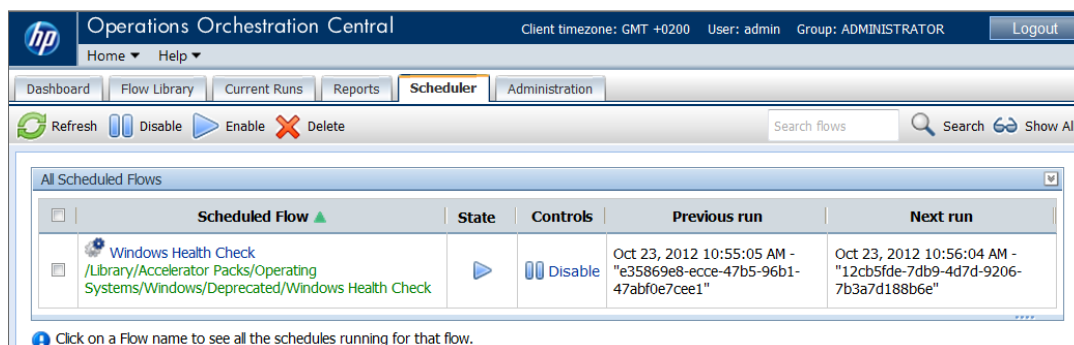 hp
Operations Orchestration Central
Client timezone: GMT +0200 User: admin Group: ADMINISTRATOR Logout
Home Help
Dashboard Flow Library Current Runs Reports Scheduler Administration
Refresh Disable Enable Delete Search flows Search Show Al
All Scheduled Flows
Scheduled Flow State Controls Previous run Next run
Windows Health Check
/Library/Accelerator Packs/Operating
Systems/Windows/Deprecated/Windows Health Check
Disable
Oct 23, 2012 10:55:05 AM -
"e35869e8-ecce-47b5-96b1-
47abf0e7cee1"
Oct 23, 2012 10:56:04 AM -
"12cb5fde-7db9-4d7d-9206-
7b3a7d188b6e"
Click on a Flow name to see all the schedules running for that flow.